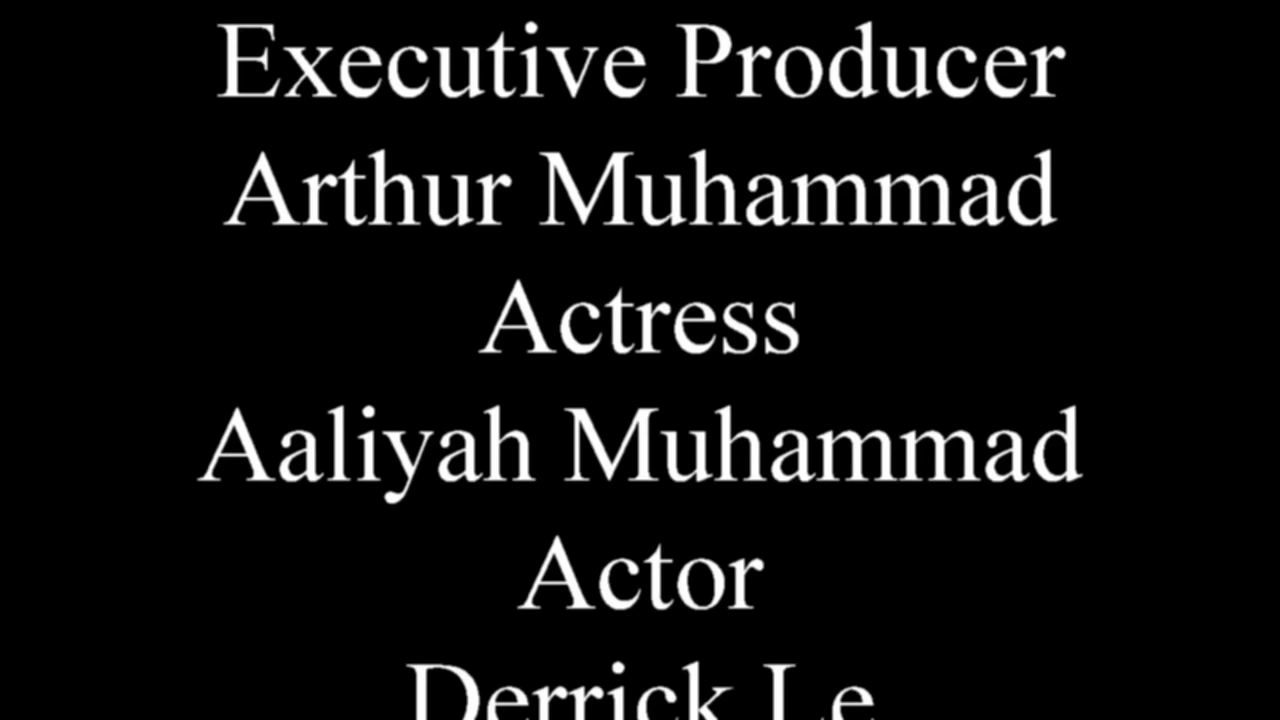 Executive Producer
Arthur Muhammad
Actress
Aaliyah Muhammad
Actor
Derrick Le